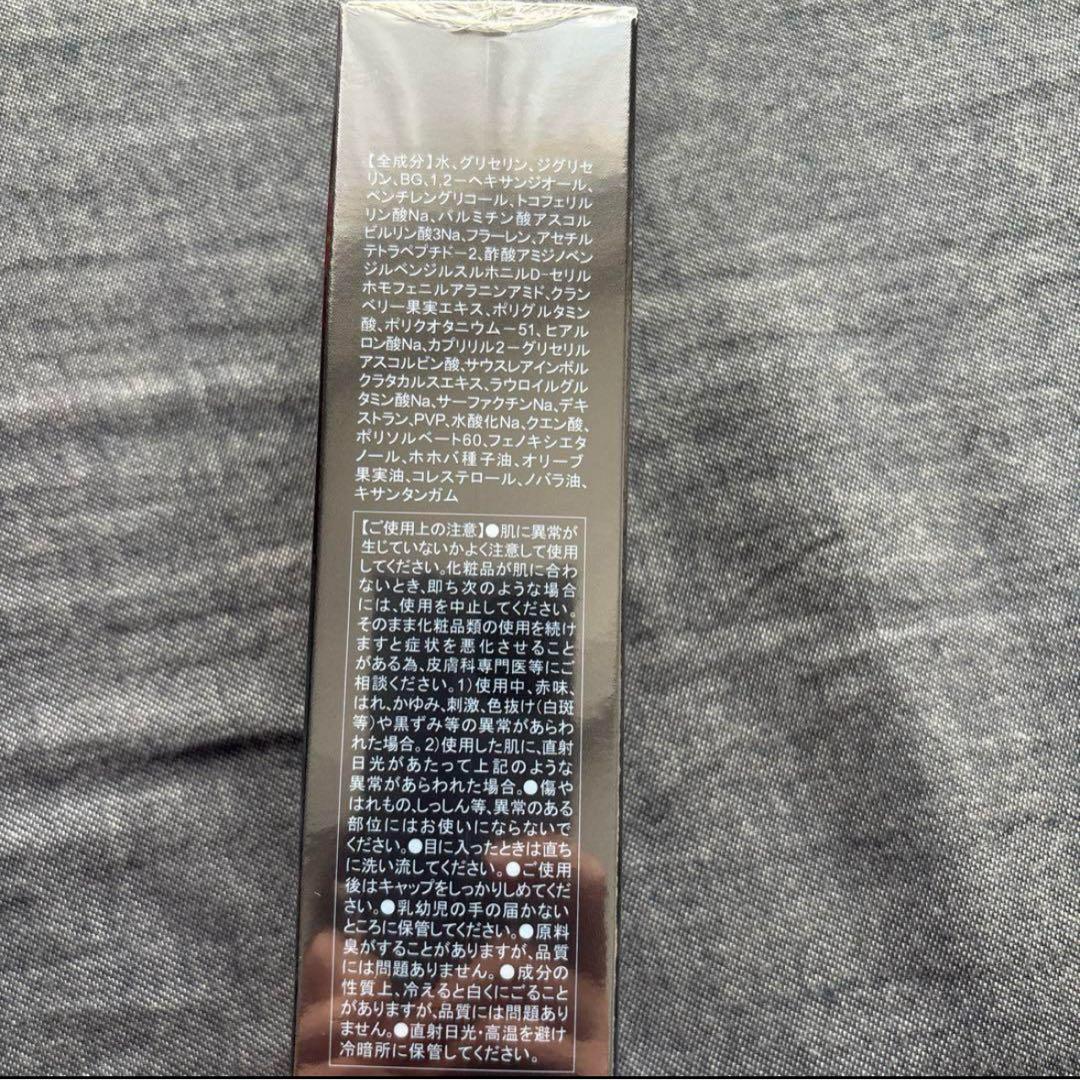 【全成分】水、グリセリン、ジグリセ
リン、BG、1,2－ヘキサンジオール、
ペンチレングリコール、トコフェリル
リン酸Na、パルミチン酸アスコル
ビルリン酸3Na、フラーレン、アセチル
テトラペプチド－2、酢酸アミジノベン
ジルベンジルスルホニルD－セリル
ホモフェニルアラニンアミド、クラン
ベリー果実エキス、ポリグルタミン
酸、ポリクオタニウム－51、ヒアル
ロン酸Na、カプリリル2－グリセリル
アスコルビン酸、サウスレアインボル
クラタカルスエキス、ラウロイルグル
タミン酸Na、サーファクチンNa、デキ
ストラン、PVP、水酸化Na、クエン酸、
ポリソルベート60、フェノキシエタ
ノール、ホホバ種子油、オリーブ
果実油、コレステロール、ノバラ油、
キサンタンガム
【ご使用上の注意】●肌に異常が
生じていないかよく注意して使用
してください。化粧品が肌に合わ
ないとき、即ち次のような場合
には、使用を中止してください。
そのまま化粧品類の使用を続け
ますと症状を悪化させること
がある為、皮膚科専門医等にご
相談ください。1)使用中、赤味、
はれ、かゆみ、刺激、色抜け(白斑
等)や黒ずみ等の異常があらわ
れた場合。2)使用した肌に、直射
日光があたって上記のような
異常があらわれた場合。●傷や
はれもの、しっしん等、異常のある
部位にはお使いにならないで
ください。●目に入ったときは直ち
に洗い流してください。●ご使用
後はキャップをしっかりしめてくだ
さい。●乳幼児の手の届かない
ところに保管してください。●原料
臭がすることがありますが、品質
には問題ありません。●成分の
性質上、冷えると白くにごること
がありますが、品質には問題あり
ません。●直射日光・高温を避け
冷暗所に保管してください。